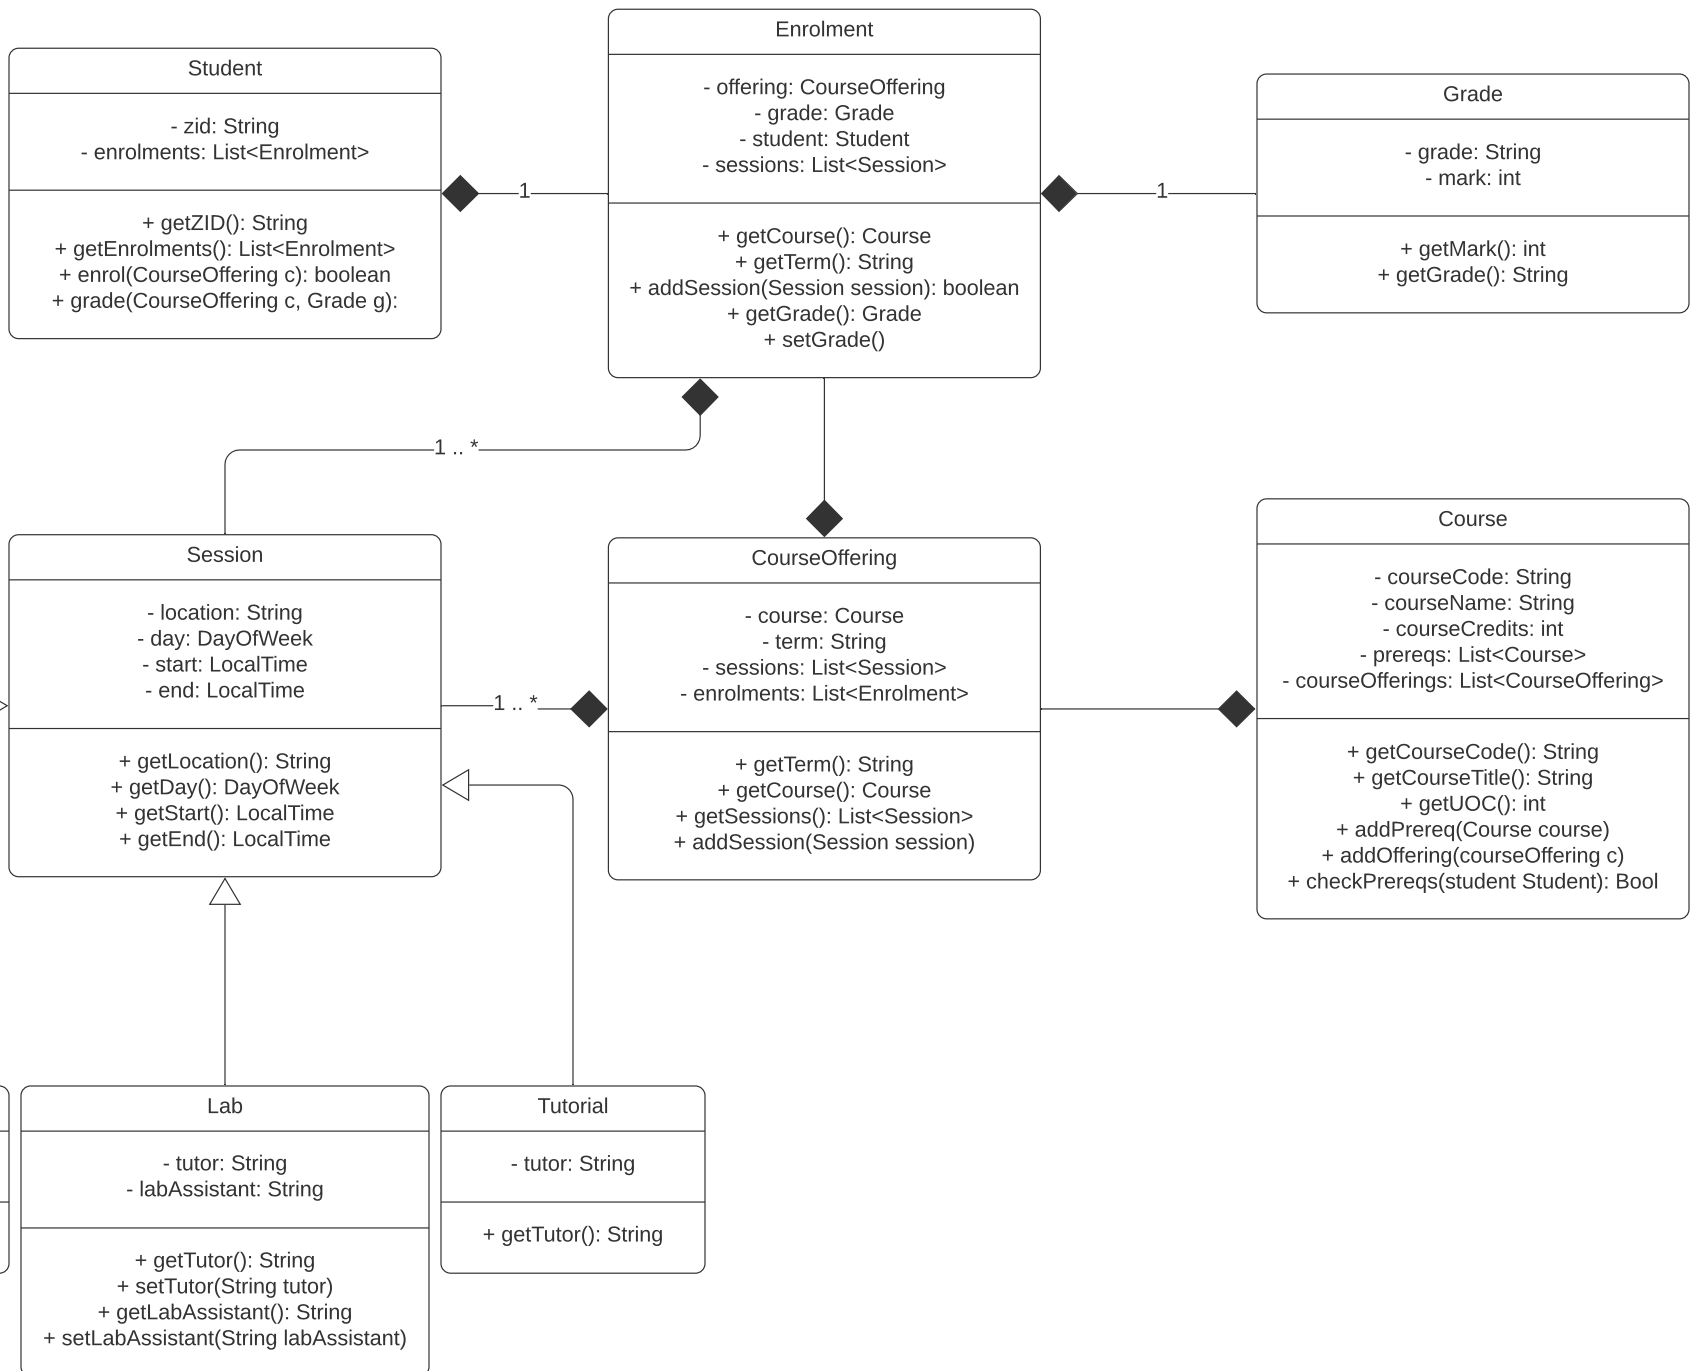 Student
- zid: String
- enrolments: List<Enrolment>
+ getZID(): String
+ getEnrolments(): List<Enrolment>
+ enrol(CourseOffering c): boolean
+ grade(CourseOffering c, Grade g):
1
Enrolment
- offering: CourseOffering
- grade: Grade
- student: Student
- sessions: List<Session>
+ getCourse(): Course
+ getTerm(): String
+ addSession(Session session): boolean
+ getGrade(): Grade
+ setGrade()
1
Grade
- grade: String
- mark: int
+ getMark(): int
+ getGrade(): String
1 .. *
Session
- location: String
- day: DayOfWeek
- start: LocalTime
- end: LocalTime
+ getLocation(): String
+ getDay(): DayOfWeek
+ getStart(): LocalTime
+ getEnd(): LocalTime
1 .. *
CourseOffering
- course: Course
- term: String
- sessions: List<Session>
- enrolments: List<Enrolment>
+ getTerm(): String
+ getCourse(): Course
+ getSessions(): List<Session>
+ addSession(Session session)
Course
- courseCode: String
- courseName: String
- courseCredits: int
- prereqs: List<Course>
- courseOfferings: List<CourseOffering>
+ getCourseCode(): String
+ getCourseTitle(): String
+ getUOC(): int
+ addPrereq(Course course)
+ addOffering(courseOffering c)
+ checkPrereqs(student Student): Bool
Lab
- tutor: String
- labAssistant: String
+ getTutor(): String
+ setTutor(String tutor)
+ getLabAssistant(): String
+ setLabAssistant(String labAssistant)
Tutorial
- tutor: String
+ getTutor(): String